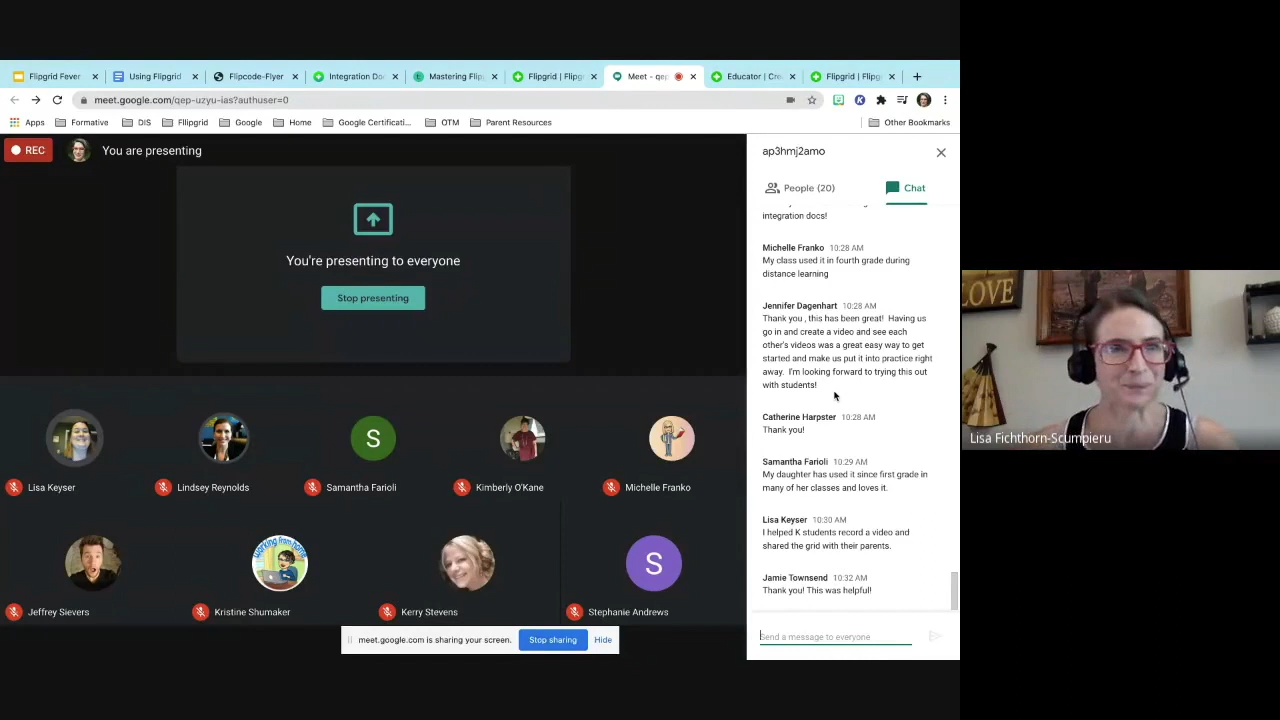 Flipgrid Fever
Using Flipgrid
Flipcode-Flyer
Integration Doc
Mastering Flip
Flipgrid | Flipg
Meet - qep
Educator | Cre
Flipgrid | Flipg
meet.google.com/qep-uzyu-ias?authuser=0
Apps
Formative
DIS
Fllipgrid
Google
Home
Google Certificati...
OTM
Parent Resources
Other Bookmarks
REC
You are presenting
You're presenting to everyone
Stop presenting
Lisa Keyser
Lindsey Reynolds
S
Samantha Farioli
Kimberly O'Kane
Michelle Franko
Jeffrey Sievers
working from home
Kristine Shumaker
Kerry Stevens
S
Stephanie Andrews
meet.google.com is sharing your screen.
Stop sharing
Hide
ap3hmj2amo
People (20)
Chat
integration docs!
Michelle Franko 10:28 AM
My class used it in fourth grade during
distance learning
Jennifer Dagenhart 10:28 AM
Thank you , this has been great! Having us
go in and create a video and see each
other's videos was a great easy way to get
started and make us put it into practice right
away. I'm looking forward to trying this out
with students!
Catherine Harpster 10:28 AM
Thank you!
Samantha Farioli 10:29 AM
My daughter has used it since first grade in
many of her classes and loves it.
Lisa Keyser 10:30 AM
I helped K students record a video and
shared the grid with their parents.
Jamie Townsend 10:32 AM
Thank you! This was helpful!
Send a message to everyone
LOVE
Lisa Fichthorn-Scumpieru